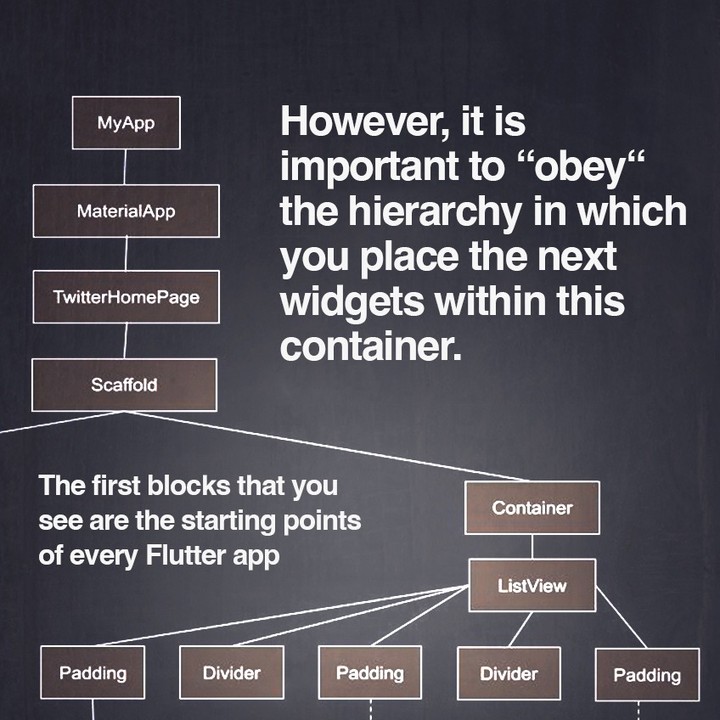 MyApp
MaterialApp
TwitterHomePage
Scaffold
However, it is
important to “obey“
the hierarchy in which
you place the next
widgets within this
container.
The first blocks that you
see are the starting points
of every Flutter app
Container
ListView
Padding
Divider
Padding
Divider
Padding